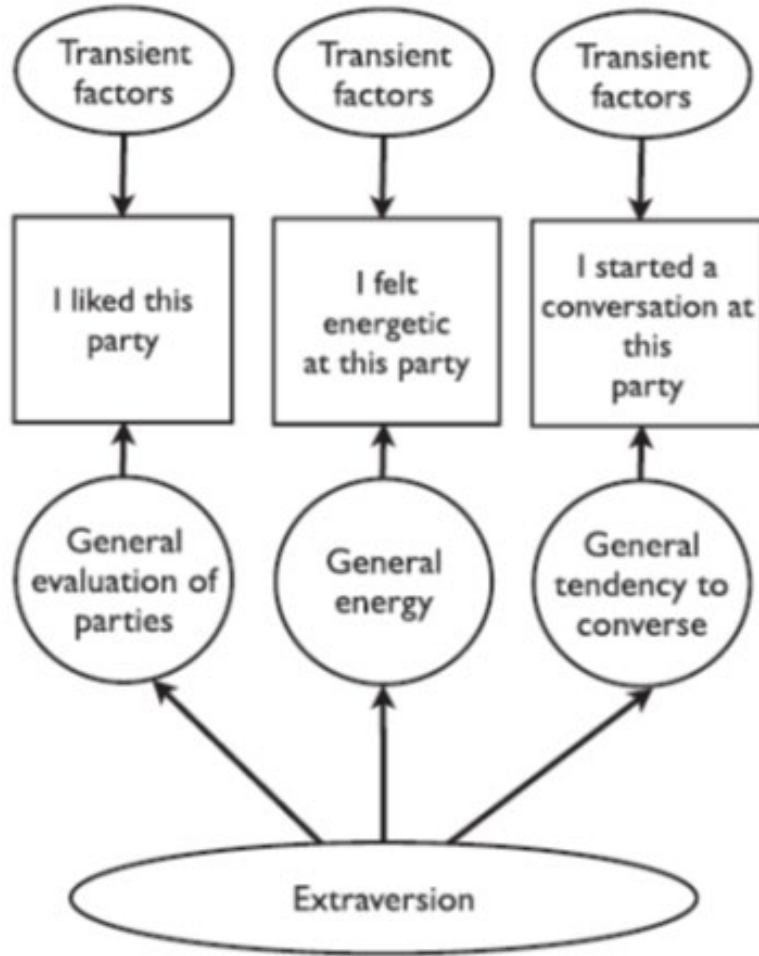 Transient
factors
Transient
factors
Transient
factors
I liked this
party
I felt
energetic
at this party
I started a
conversation at
this
party
General
evaluation of
parties
General
energy
General
tendency to
converse
Extraversion